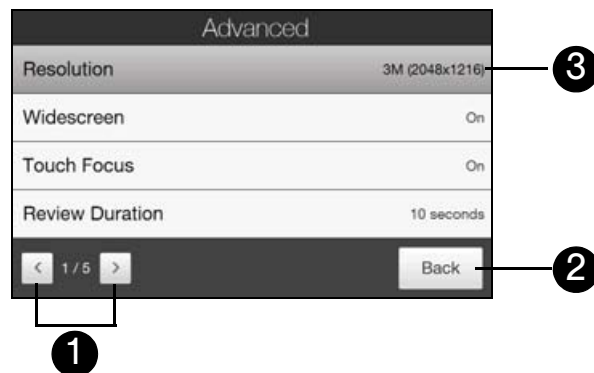 Advanced
Resolution 3M (2048x1216)
3
Widescreen On
Touch Focus On
Review Duration 10 seconds
< 1 / 5 > Back
2
1